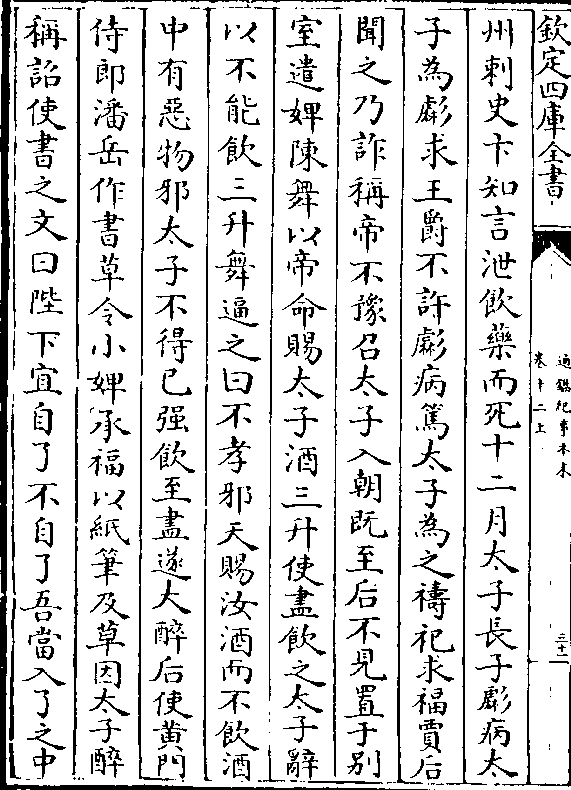 欽定四庫全書
通鑑紀事本末
卷十二上
三十一
州刺史卞知言泄飲藥而死十二月太子長子虨病太
子為虨求王爵不許虨病篤太子為之禱祀求福賈后
聞之乃詐稱帝不豫召太子入朝既至后不見置于别
室遣婢陳舞以帝命賜太子酒三升使盡飲之太子辭
以不能飲三升舞逼之曰不孝邪天賜汝酒而不飲酒
中有惡物邪太子不得已强飲至盡遂大醉后使黄門
侍郎潘岳作書草令小婢承福以紙筆及草因太子醉
稱詔使書之文曰陛下宜自了不自了吾當入了之中